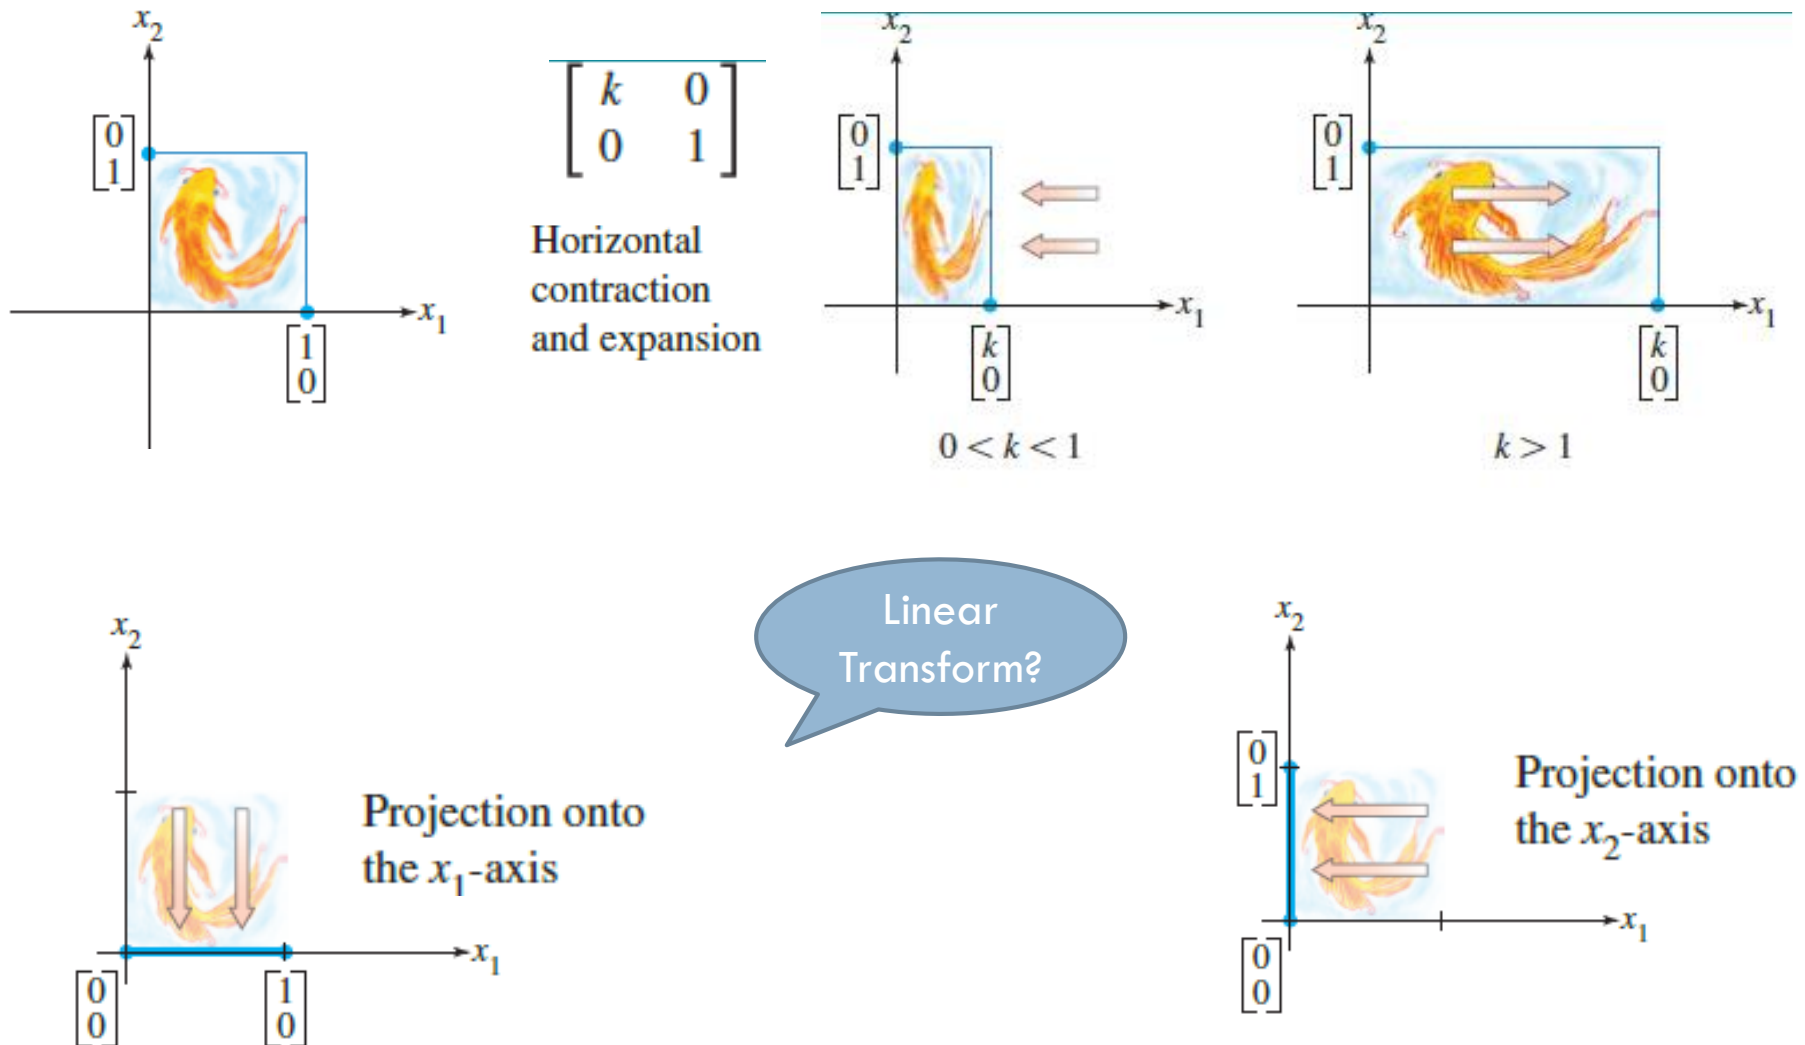 x₂
[0
1]
[1
0]
x₁
[k 0
0 1]
Horizontal
contraction
and expansion
x₂
[0
1]
[k
0]
x₁
0 < k < 1
x₂
[0
1]
[k
0]
x₁
k > 1
Linear
Transform?
x₂
x₁
[0
0]
[1
0]
Projection onto
the x₁-axis
x₂
[0
1]
[0
0]
x₁
Projection onto
the x₂-axis